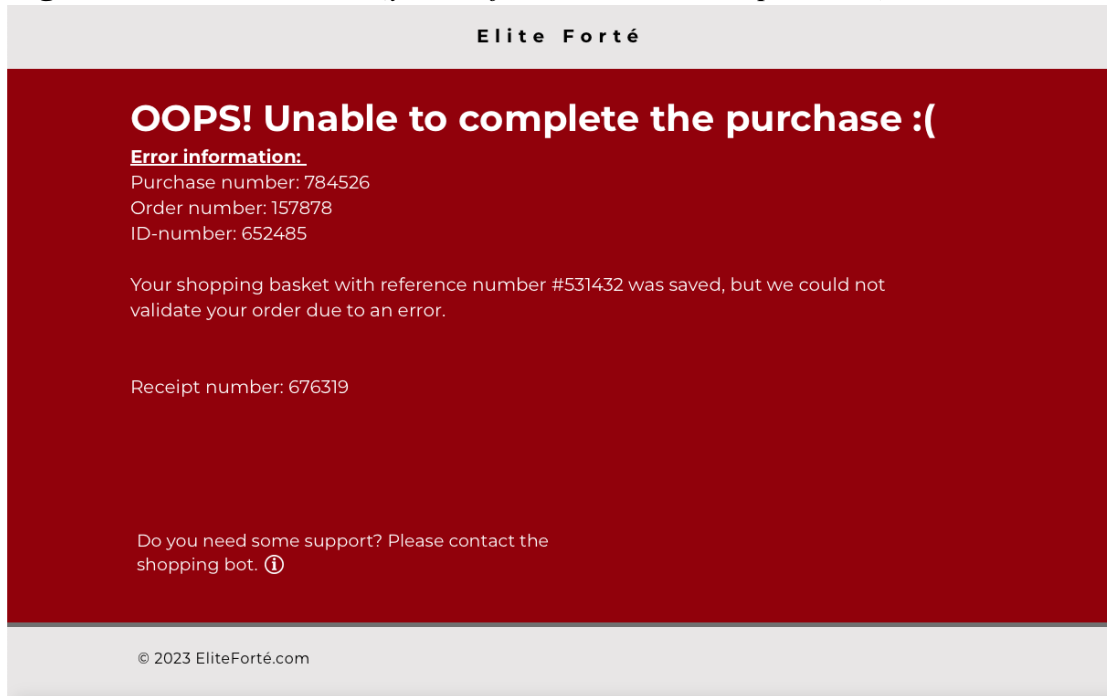 Elite Forté
OOPS! Unable to complete the purchase :(
Error information:
Purchase number: 784526
Order number: 157878
ID-number: 652485
Your shopping basket with reference number #531432 was saved, but we could not
validate your order due to an error.
Receipt number: 676319
Do you need some support? Please contact the
shopping bot.
© 2023 EliteForté.com